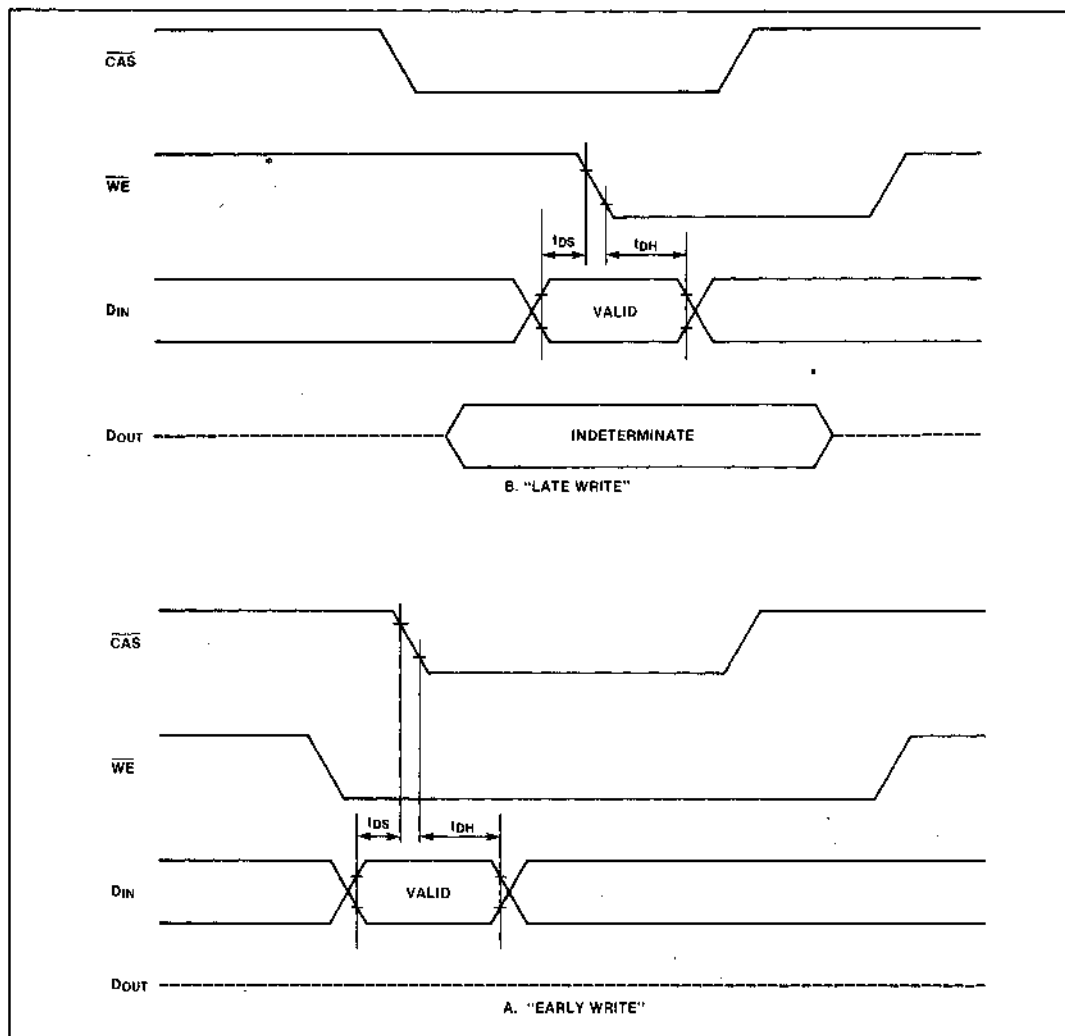 CAS
WE
tDS
tDH
DIN
VALID
DOUT
INDETERMINATE
B. "LATE WRITE"
CAS
WE
tDS
tDH
DIN
VALID
DOUT
A. "EARLY WRITE"